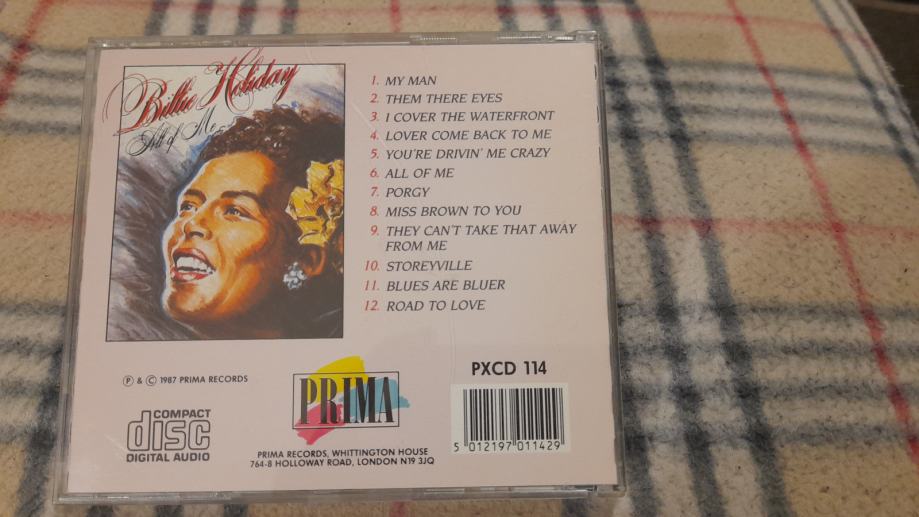 Billie Holiday
All of Me
1. MY MAN
2. THEM THERE EYES
3. I COVER THE WATERFRONT
4. LOVER COME BACK TO ME
5. YOU'RE DRIVIN' ME CRAZY
6. ALL OF ME
7. PORGY
8. MISS BROWN TO YOU
9. THEY CAN'T TAKE THAT AWAY
FROM ME
10. STOREYVILLE
11. BLUES ARE BLUER
12. ROAD TO LOVE
℗ & © 1987 PRIMA RECORDS
COMPACT
disc
DIGITAL AUDIO
PRIMA
PRIMA RECORDS, WHITTINGTON HOUSE
764-8 HOLLOWAY ROAD, LONDON N19 3JQ
PXCD 114
5 012197 011429